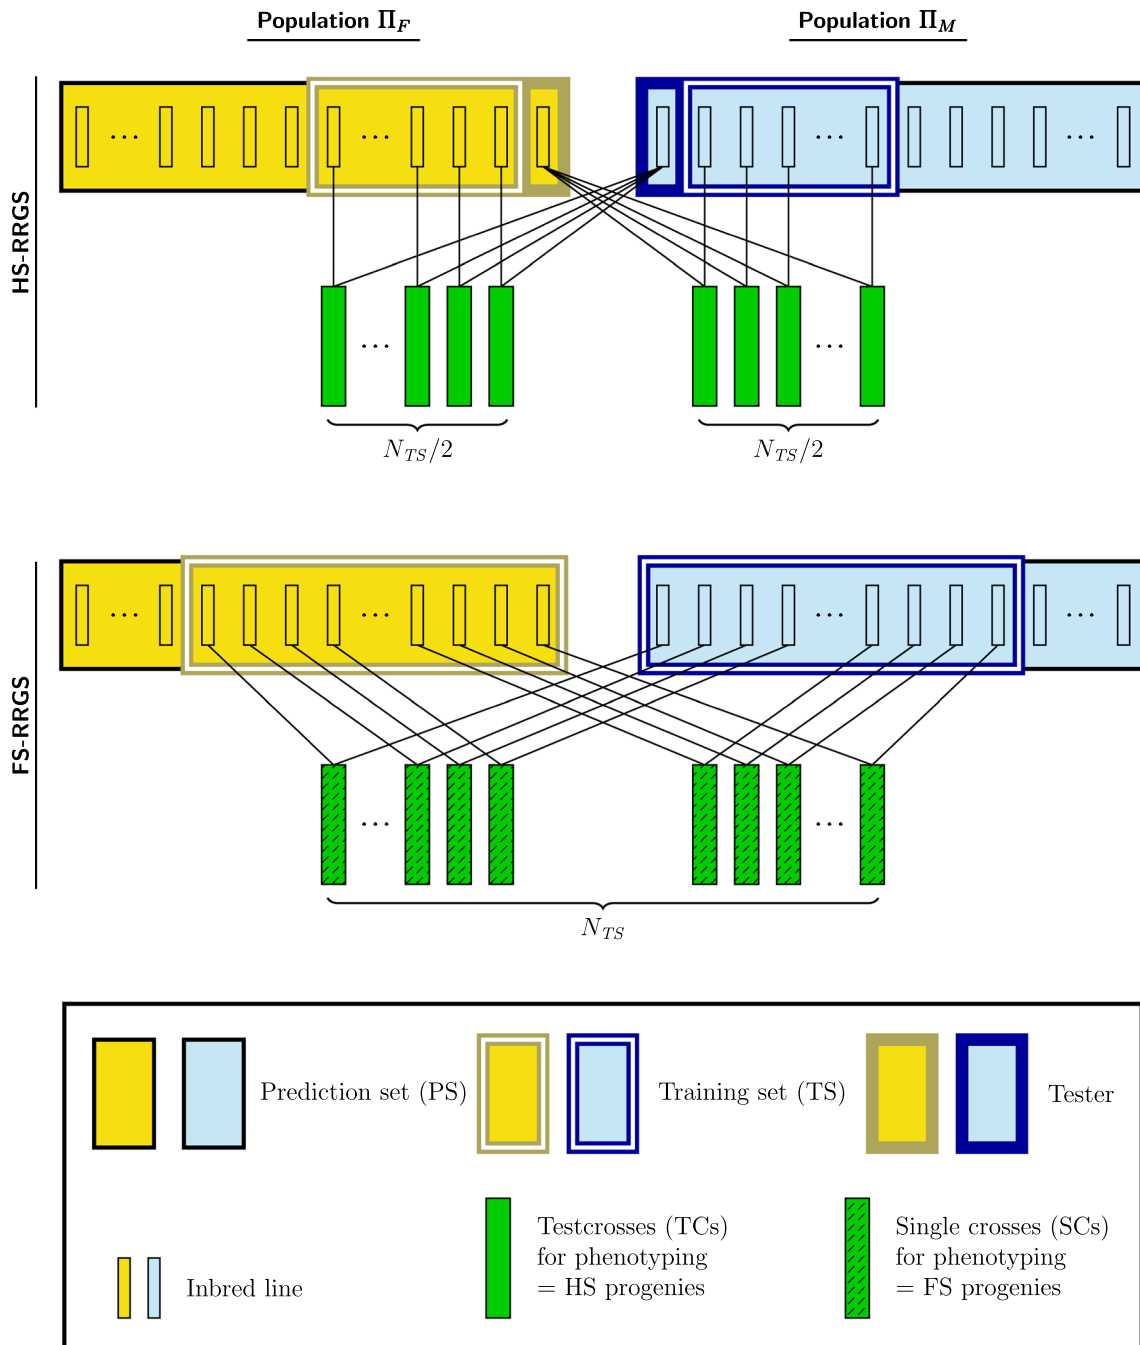 Population Π_F
Population Π_M
HS-RRGS
...
...
...
...
...
...
N_TS/2
N_TS/2
FS-RRGS
...
...
...
...
...
...
N_TS
Prediction set (PS)
Training set (TS)
Tester
Inbred line
Testcrosses (TCs)
for phenotyping
= HS progenies
Single crosses (SCs)
for phenotyping
= FS progenies